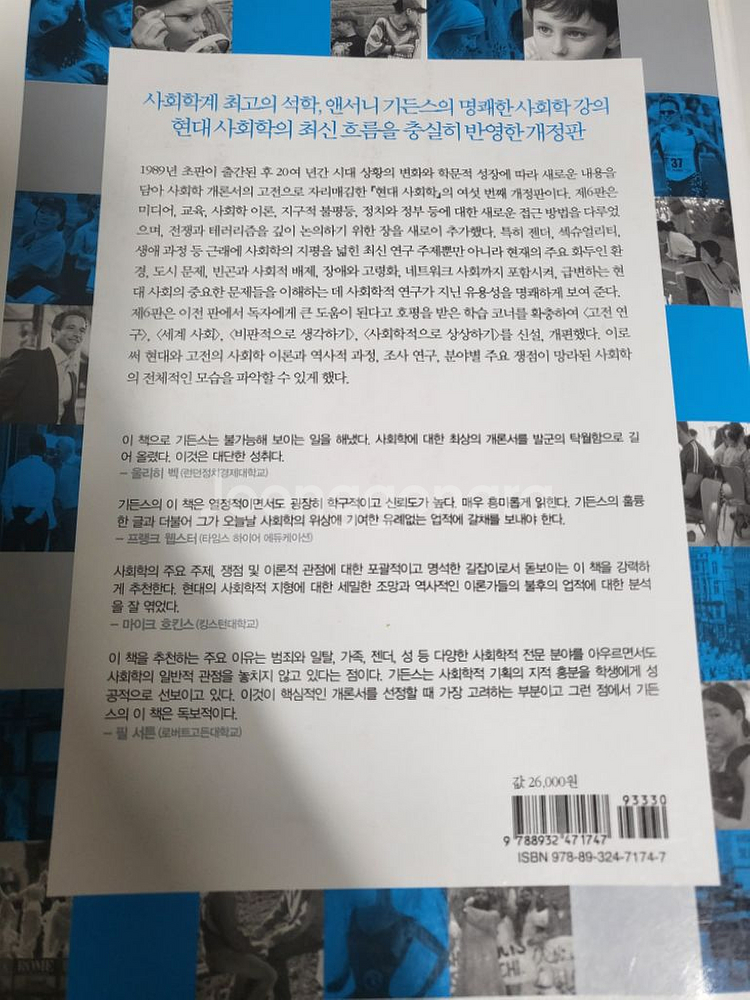 사회학계 최고의 석학, 앤서니 기든스의 명쾌한 사회학 강의
현대 사회학의 최신 흐름을 충실히 반영한 개정판
1989년 초판이 출간된 후 20여 년간 시대 상황의 변화와 학문적 성장에 따라 새로운 내용을
담아 사회학 개론서의 고전으로 자리매김한 『현대 사회학』의 여섯 번째 개정판이다. 제6판은
미디어, 교육, 사회학 이론, 지구적 불평등, 정치와 정부 등에 대한 새로운 접근 방법을 다루었
으며, 전쟁과 테러리즘을 깊이 논의하기 위한 장을 새로이 추가했다. 특히 젠더, 섹슈얼리티,
생애 과정 등 근래에 사회학의 지평을 넓힌 최신 연구 주제뿐만 아니라 현재의 주요 화두인 환
경, 도시 문제, 빈곤과 사회적 배제, 장애와 고령화, 네트워크 사회까지 포함시켜, 급변하는 현
대 사회의 중요한 문제들을 이해하는 데 사회학적 연구가 지닌 유용성을 명쾌하게 보여 준다.
제6판은 이전 판에서 독자에게 큰 도움이 된다고 호평을 받은 학습 코너를 확충하여 〈고전 연
구〉, 〈세계 사회〉, 〈비판적으로 생각하기〉, 〈사회학적으로 상상하기〉를 신설, 개편했다. 이로
써 현대와 고전의 사회학 이론과 역사적 과정, 조사 연구, 분야별 주요 쟁점이 망라된 사회학
의 전체적인 모습을 파악할 수 있게 했다.
이 책으로 기든스는 불가능해 보이는 일을 해냈다. 사회학에 대한 최상의 개론서를 발군의 탁월함으로 길
어 올렸다. 이것은 대단한 성취다.
– 울리히 벡 (런던정치경제대학교)
기든스의 이 책은 열정적이면서도 굉장히 학구적이고 신뢰도가 높다. 매우 흥미롭게 읽힌다. 기든스의 훌륭
한 글과 더불어 그가 오늘날 사회학의 위상에 기여한 유례없는 업적에 갈채를 보내야 한다.
– 프랭크 웹스터 (타임스 하이어 에듀케이션)
사회학의 주요 주제, 쟁점 및 이론적 관점에 대한 포괄적이고 명석한 길잡이로서 돋보이는 이 책을 강력하
게 추천한다. 현대의 사회학적 지형에 대한 세밀한 조망과 역사적인 이론가들의 불후의 업적에 대한 분석
을 잘 엮었다.
– 마이크 호킨스 (킹스턴대학교)
이 책을 추천하는 주요 이유는 범죄와 일탈, 가족, 젠더, 성 등 다양한 사회학적 전문 분야를 아우르면서도
사회학의 일반적 관점을 놓치지 않고 있다는 점이다. 기든스는 사회학적 기획의 지적 흥분을 학생에게 성
공적으로 선보이고 있다. 이것이 핵심적인 개론서를 선정할 때 가장 고려하는 부분이고 그런 점에서 기든
스의 이 책은 독보적이다.
– 필 서튼 (로버트고든대학교)
값 26,000원
93330
9 788932 471747
ISBN 978-89-324-7174-7
37